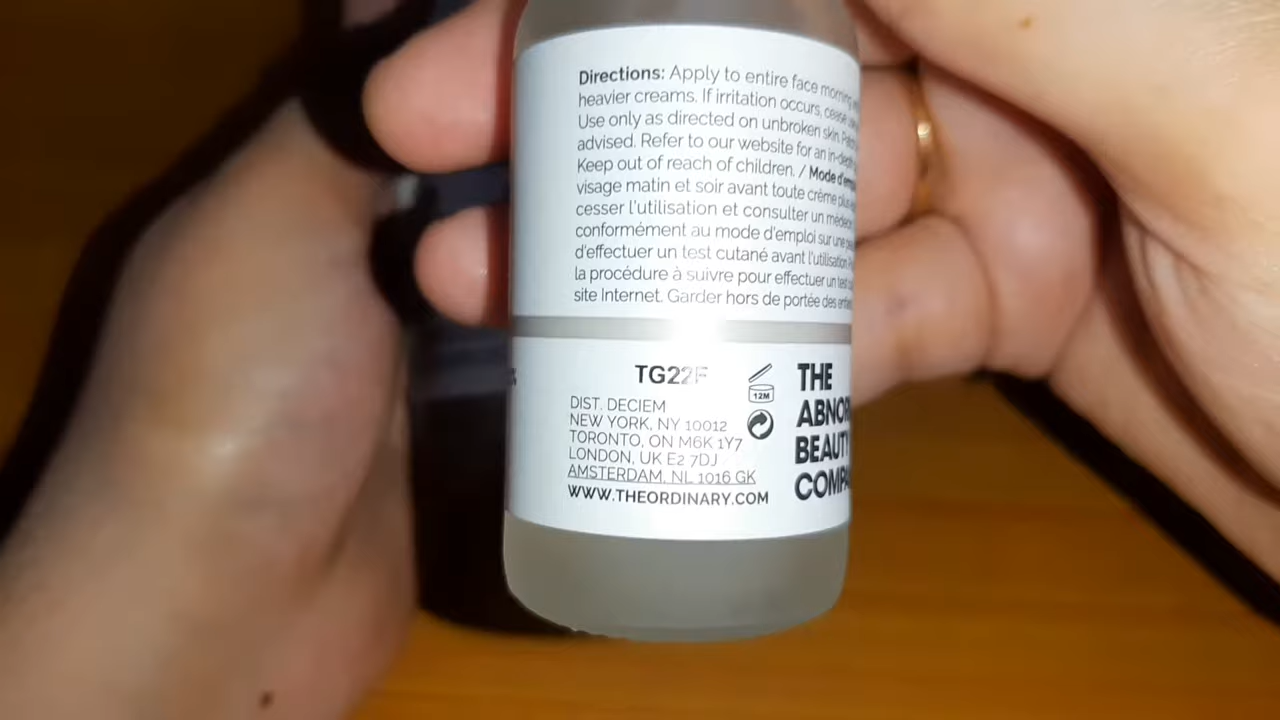 Directions: Apply to entire face morning
heavier creams. If irritation occurs, cease
Use only as directed on unbroken skin. Patch
advised. Refer to our website for an in-depth
Keep out of reach of children. / Mode d'emploi
visage matin et soir avant toute crème plus
cesser l'utilisation et consulter un médecin
conformément au mode d'emploi sur une
d'effectuer un test cutané avant l'utilisation.
la procédure à suivre pour effectuer un test
site Internet. Garder hors de portée des enfants
TG22F
12M
DIST. DECIEM
NEW YORK, NY 10012
TORONTO, ON M6K 1Y7
LONDON, UK E2 7DJ
AMSTERDAM, NL 1016 GK
WWW.THEORDINARY.COM
THE
ABNOR
BEAUTY
COMPA